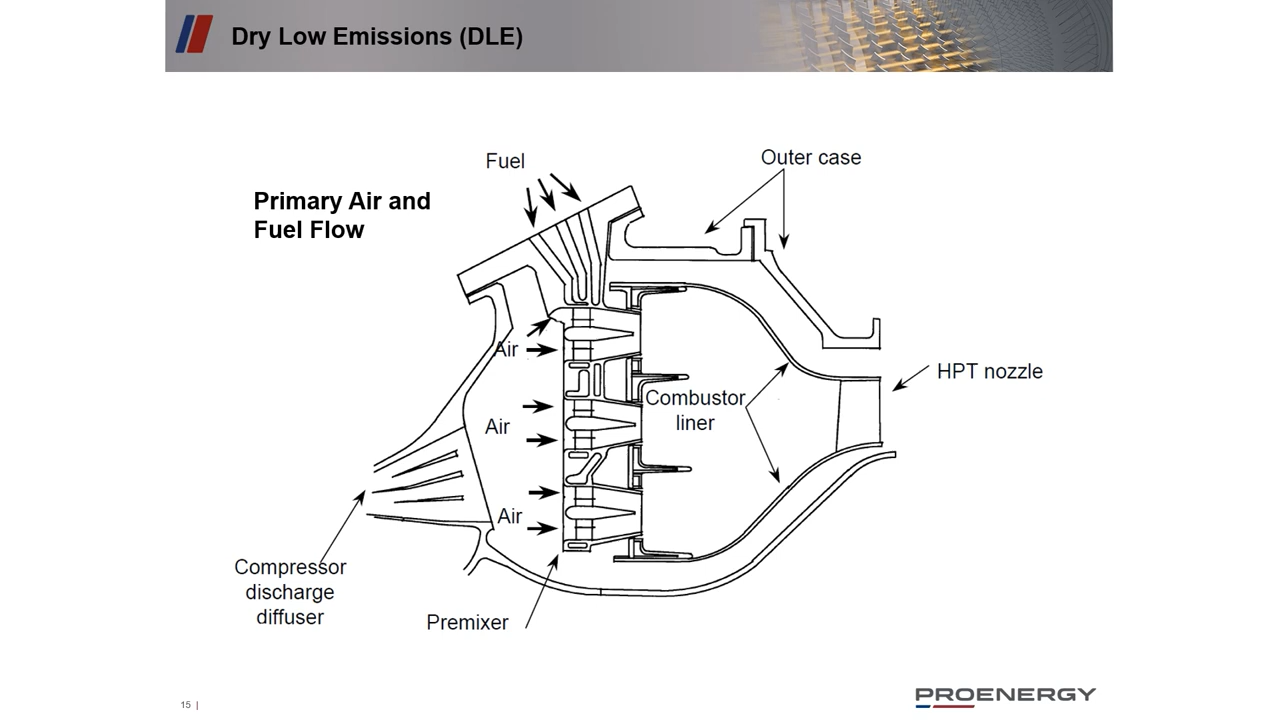 Dry Low Emissions (DLE)
Fuel
Outer case
Primary Air and
Fuel Flow
Air
HPT nozzle
Combustor
liner
Air
Air
Compressor
discharge
diffuser
Premixer
15 |
PROENERGY